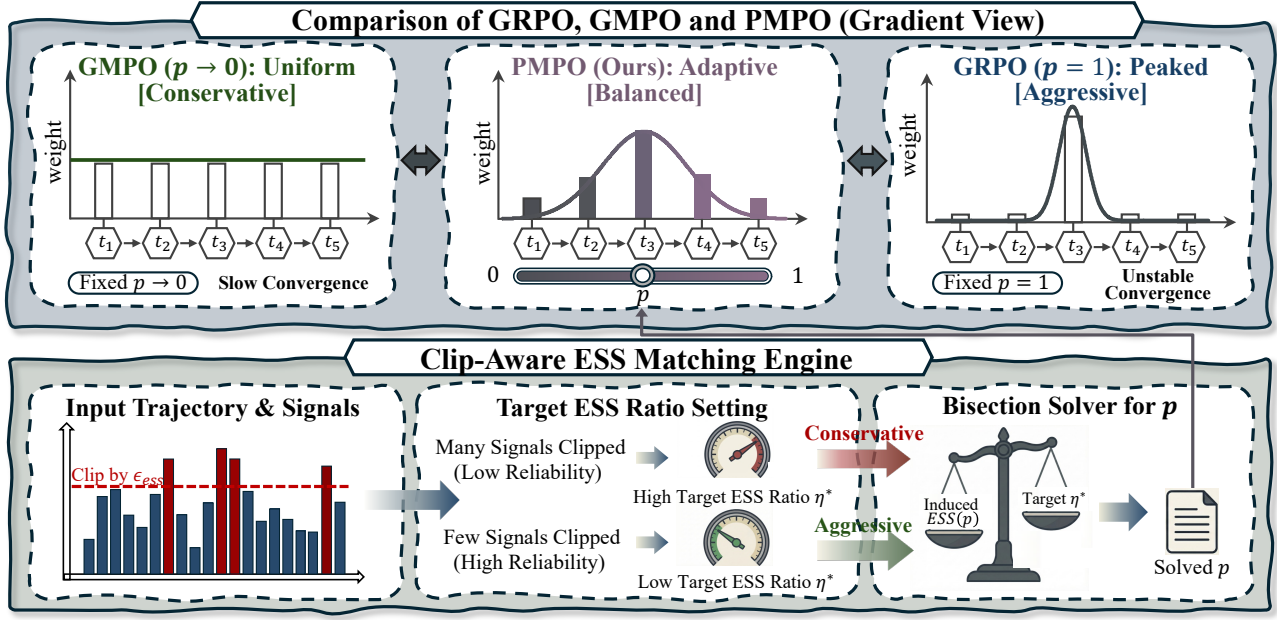 Comparison of GRPO, GMPO and PMPO (Gradient View)
GMPO (p → 0): Uniform
[Conservative]
weight
t₁
t₂
t₃
t₄
t₅
Fixed p → 0
Slow Convergence
PMPO (Ours): Adaptive
[Balanced]
weight
t₁
t₂
t₃
t₄
t₅
0
1
p
GRPO (p = 1): Peaked
[Aggressive]
weight
t₁
t₂
t₃
t₄
t₅
Fixed p = 1
Unstable
Convergence
Clip-Aware ESS Matching Engine
Input Trajectory & Signals
Clip by ϵ_ess
Target ESS Ratio Setting
Many Signals Clipped
(Low Reliability)
High Target ESS Ratio η*
Few Signals Clipped
(High Reliability)
Low Target ESS Ratio η*
Conservative
Aggressive
Bisection Solver for p
Induced
ESS(p)
Target η*
Solved p